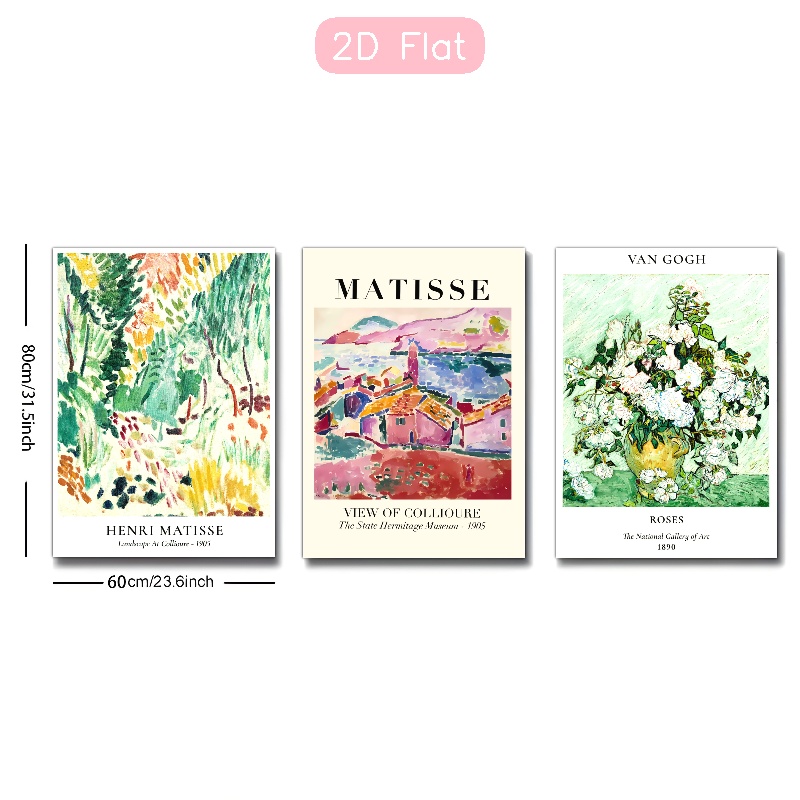 2D Flat
80cm/31.5inch
60cm/23.6inch
HENRI MATISSE
Landscape At Collioure - 1905
MATISSE
VIEW OF COLLIOURE
The State Hermitage Museum - 1905
VAN GOGH
ROSES
The National Gallery of Art
1890